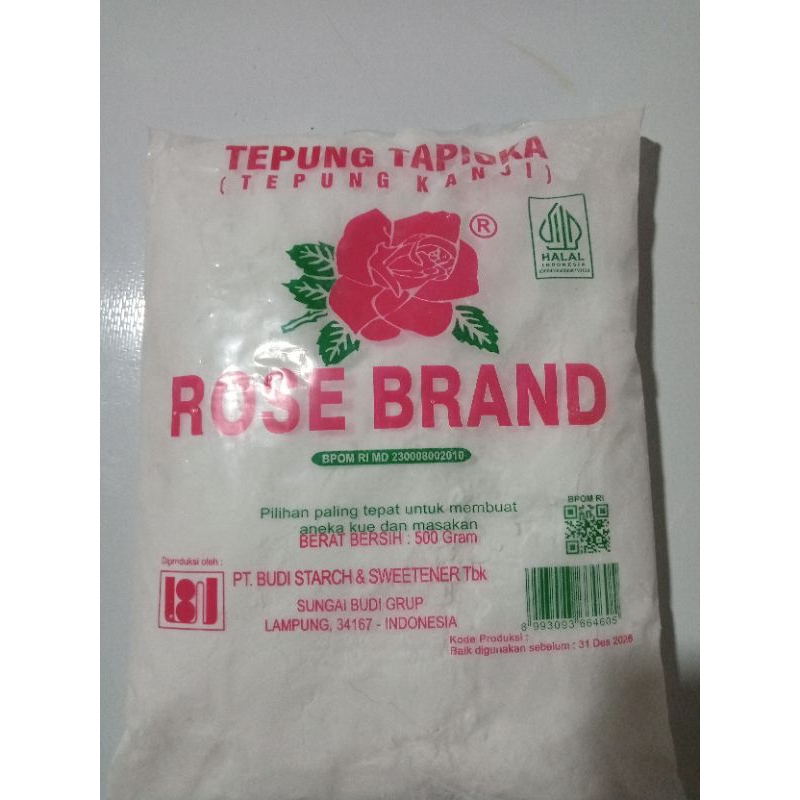 TEPUNG TAPIOKA
(TEPUNG KANJI)
®
HALAL
INDONESIA
ROSE BRAND
BPOM RI MD 230008002010
Pilihan paling tepat untuk membuat
aneka kue dan masakan
BERAT BERSIH : 500 Gram
BPOM RI
Diproduksi oleh :
PT. BUDI STARCH & SWEETENER Tbk
SUNGAI BUDI GRUP
LAMPUNG, 34167 - INDONESIA
8 993093 664605
Kode Produksi :
Baik digunakan sebelum : 31 Des 2026